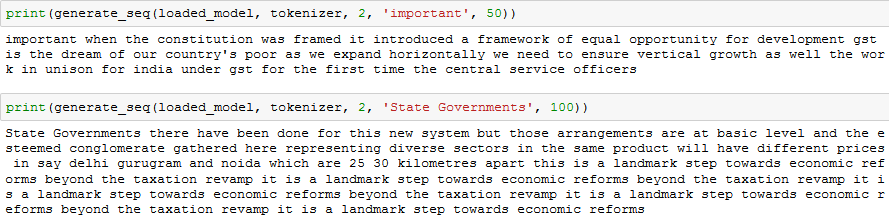 print(generate_seq(loaded_model, tokenizer, 2, 'important', 50))
important when the constitution was framed it introduced a framework of equal opportunity for development gst
is the dream of our country's poor as we expand horizontally we need to ensure vertical growth as well the wor
k in unison for india under gst for the first time the central service officers
print(generate_seq(loaded_model, tokenizer, 2, 'State Governments', 100))
State Governments there have been done for this new system but those arrangements are at basic level and the e
steemed conglomerate gathered here representing diverse sectors in the same product will have different prices
 in say delhi gurugram and noida which are 25 30 kilometres apart this is a landmark step towards economic ref
orms beyond the taxation revamp it is a landmark step towards economic reforms beyond the taxation revamp it i
s a landmark step towards economic reforms beyond the taxation revamp it is a landmark step towards economic r
eforms beyond the taxation revamp it is a landmark step towards economic reforms